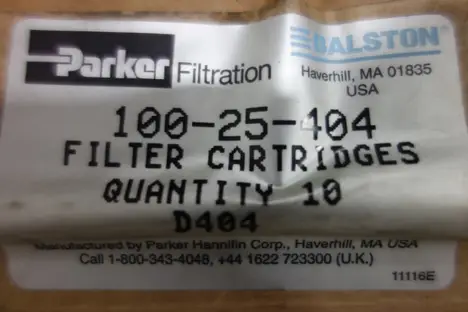 Parker Filtration
BALSTON
Haverhill, MA 01835
USA
100-25-404
FILTER CARTRIDGES
QUANTITY 10
D404
Manufactured by Parker Hannifin Corp., Haverhill, MA USA
Call 1-800-343-4048, +44 1622 723300 (U.K.)
11116E